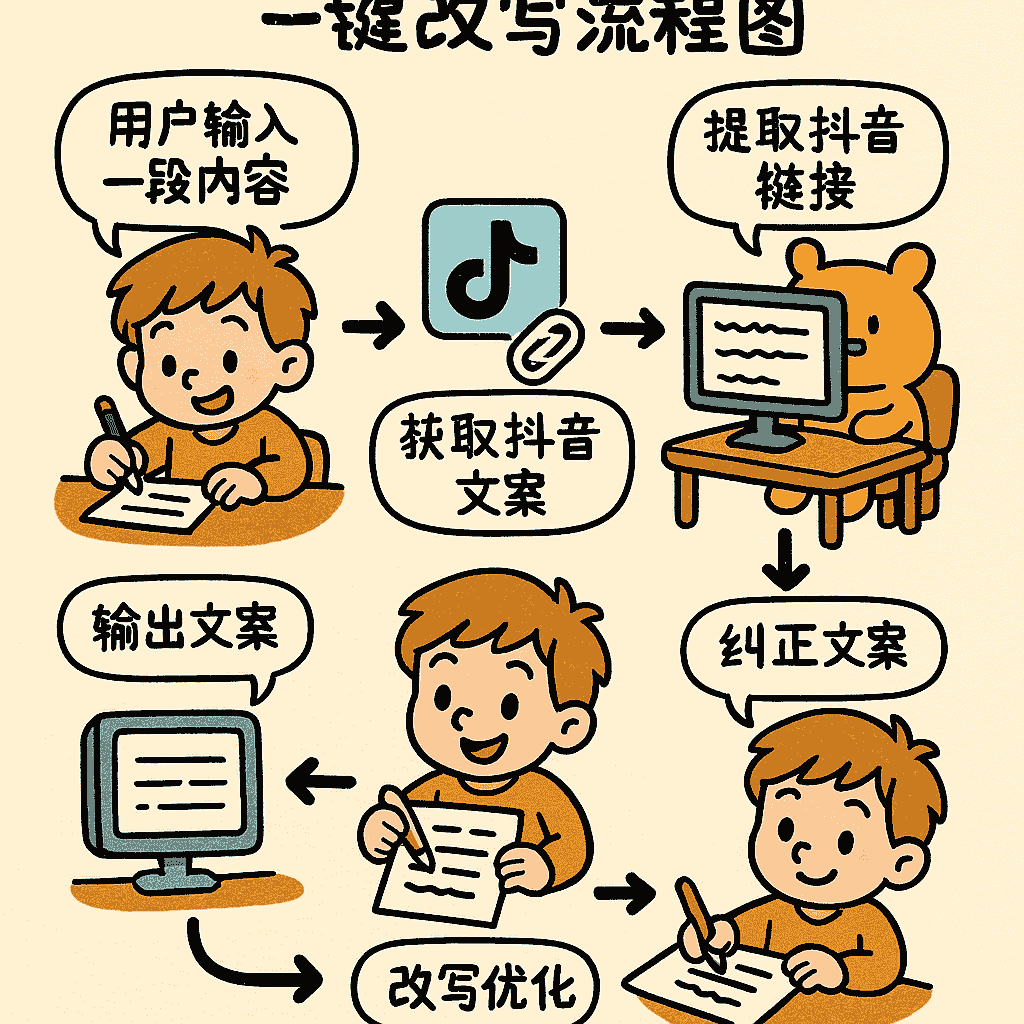 一键改写流程图
用户输入
一段内容
提取抖音
链接
获取抖音
文案
输出文案
纠正文案
改写优化